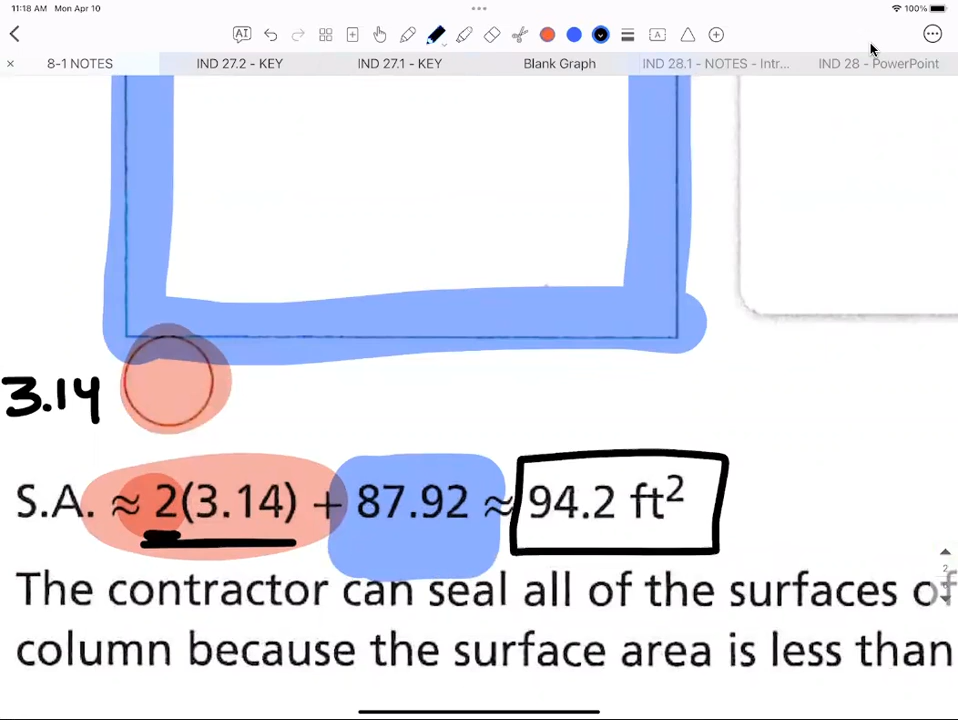 11:18 AM Mon Apr 10
100%
AI
A
8-1 NOTES
IND 27.2 - KEY
IND 27.1 - KEY
Blank Graph
IND 28.1 - NOTES - Intr...
IND 28 - PowerPoint
3.14
S.A. ≈ 2(3.14) + 87.92 ≈ 94.2 ft²
2
The contractor can seal all of the surfaces of
column because the surface area is less than